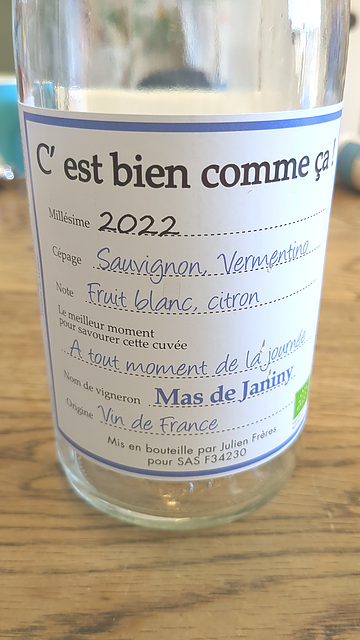 C' est bien comme ça !
Millésime 2022
Cépage Sauvignon, Vermentino
Note Fruit blanc, citron
Le meilleur moment
pour savourer cette cuvée
A tout moment de la journée
Nom de vigneron Mas de Janiny
Origine Vin de France
Mis en bouteille par Julien Frères
pour SAS F34230